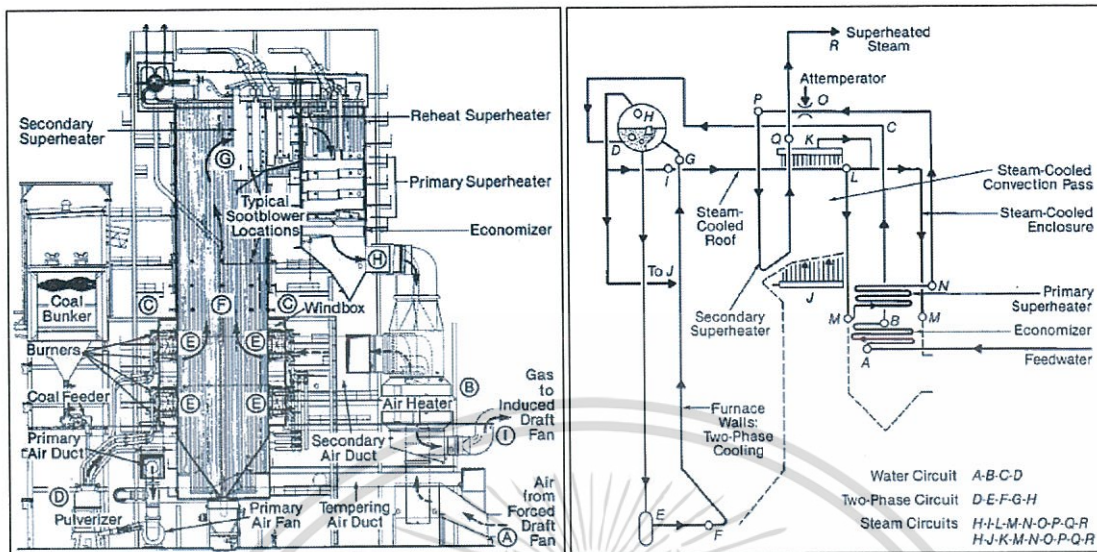 Secondary
Superheater
Reheat Superheater
G
Typical
Sootblower
Locations
Primary Superheater
Economizer
H
Coal
Bunker
C
F
C
Windbox
Burners
E
E
Coal Feeder
E
E
B
Air Heater
Gas
to Induced
Draft
Fan
I
Primary
Air Duct
Secondary
Air Duct
D
Pulverizer
Primary
Air Fan
Tempering
Air Duct
Air from
Forced
Draft
Fan
A
R
Superheated
Steam
Attemperator
P
O
H
D
D
Q
K
C
G
I
L
Steam-Cooled
Convection Pass
Steam-
Cooled
Roof
Steam-Cooled
Enclosure
To J
J
N
Secondary
Superheater
M
B
M
Primary
Superheater
Economizer
A
Feedwater
Furnace
Walls:
Two-Phase
Cooling
E
F
Water Circuit A-B-C-D
Two-Phase Circuit D-E-F-G-H
Steam Circuits H-I-L-M-N-O-P-Q-R
H-J-K-M-N-O-P-Q-R